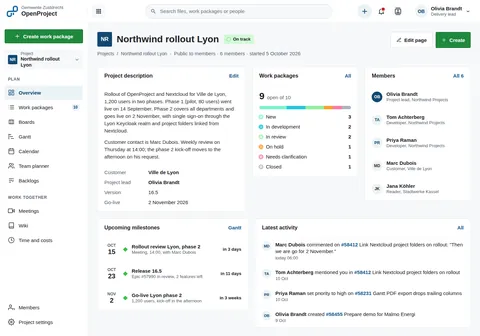 Gemeente Zuiddrecht
OpenProject
Search files, work packages or people
OB
Olivia Brandt
Delivery lead
+ Create work package
NR
Project
Northwind rollout
Lyon
PLAN
Overview
Work packages
Boards
Gantt
Calendar
Team planner
Backlogs
WORK TOGETHER
Meetings
Wiki
Time and costs
Members
Project settings
NR
Northwind rollout Lyon
On track
Projects / Northwind rollout Lyon · Public to members · 6 members · started 5 October 2026
Edit page
+ Create
Project description
Edit
Rollout of OpenProject and Nextcloud for Ville de Lyon,
1,200 users in two phases. Phase 1 (pilot, 80 users) went
live on 14 September. Phase 2 covers all departments and
goes live on 2 November, with single sign-on through the
Lyon Keycloak realm and project folders linked from
Nextcloud.
Customer contact is Marc Dubois. Weekly review on
Thursday at 14:00; the phase 2 kick-off moves to the
afternoon on his request.
Customer
Ville de Lyon
Project lead
Olivia Brandt
Version
16.5
Go-live
2 November 2026
Work packages
All
9 open of 10
New 3
In development 2
In review 2
On hold 1
Needs clarification 1
Closed 1
Members
All 6
OB
Olivia Brandt
Project lead, Northwind Projects
TA
Tom Achterberg
Developer, Northwind Projects
PR
Priya Raman
Developer, Northwind Projects
MD
Marc Dubois
Customer, Ville de Lyon
JK
Jana Köhler
Reader, Stadtwerke Kassel
Upcoming milestones
Gantt
OCT
15
Rollout review Lyon, phase 2
Meeting, 14:00, with Marc Dubois
in 3 days
OCT
23
Release 16.5
in 11 days
NOV
2
Go-live Lyon phase 2
1,200 users, kick-off in the afternoon
in 3 weeks
Latest activity
All
MD
Marc Dubois commented on #58412 Link Nextcloud project folders on rollout. "Then
we are go for 2 November."
today 09:00
TA
Tom Achterberg mentioned you in #58412 Link Nextcloud project folders on rollout
10 Oct
PR
Priya Raman set priority to high on #58231 Gantt PDF export drops trailing columns
10 Oct
OB
Olivia Brandt created #58455 Prepare demo for Malmö Energi
9 Oct